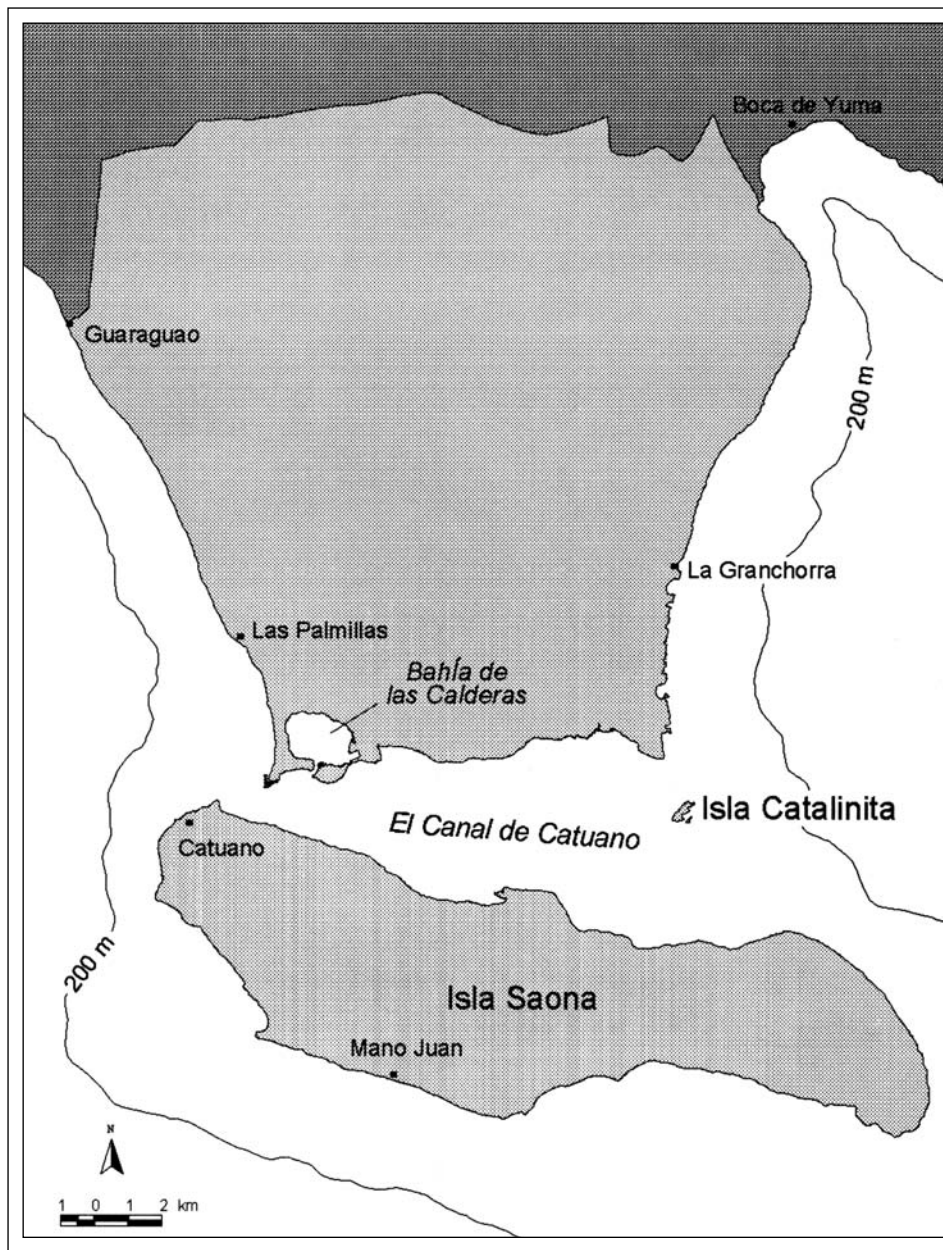 Boca de Yuma
Guaraguao
200 m
La Granchorra
Las Palmillas
BahÍa de
las Calderas
Isla Catalinita
El Canal de Catuano
Catuano
200 m
Isla Saona
Mano Juan
N
1 0 1 2 km